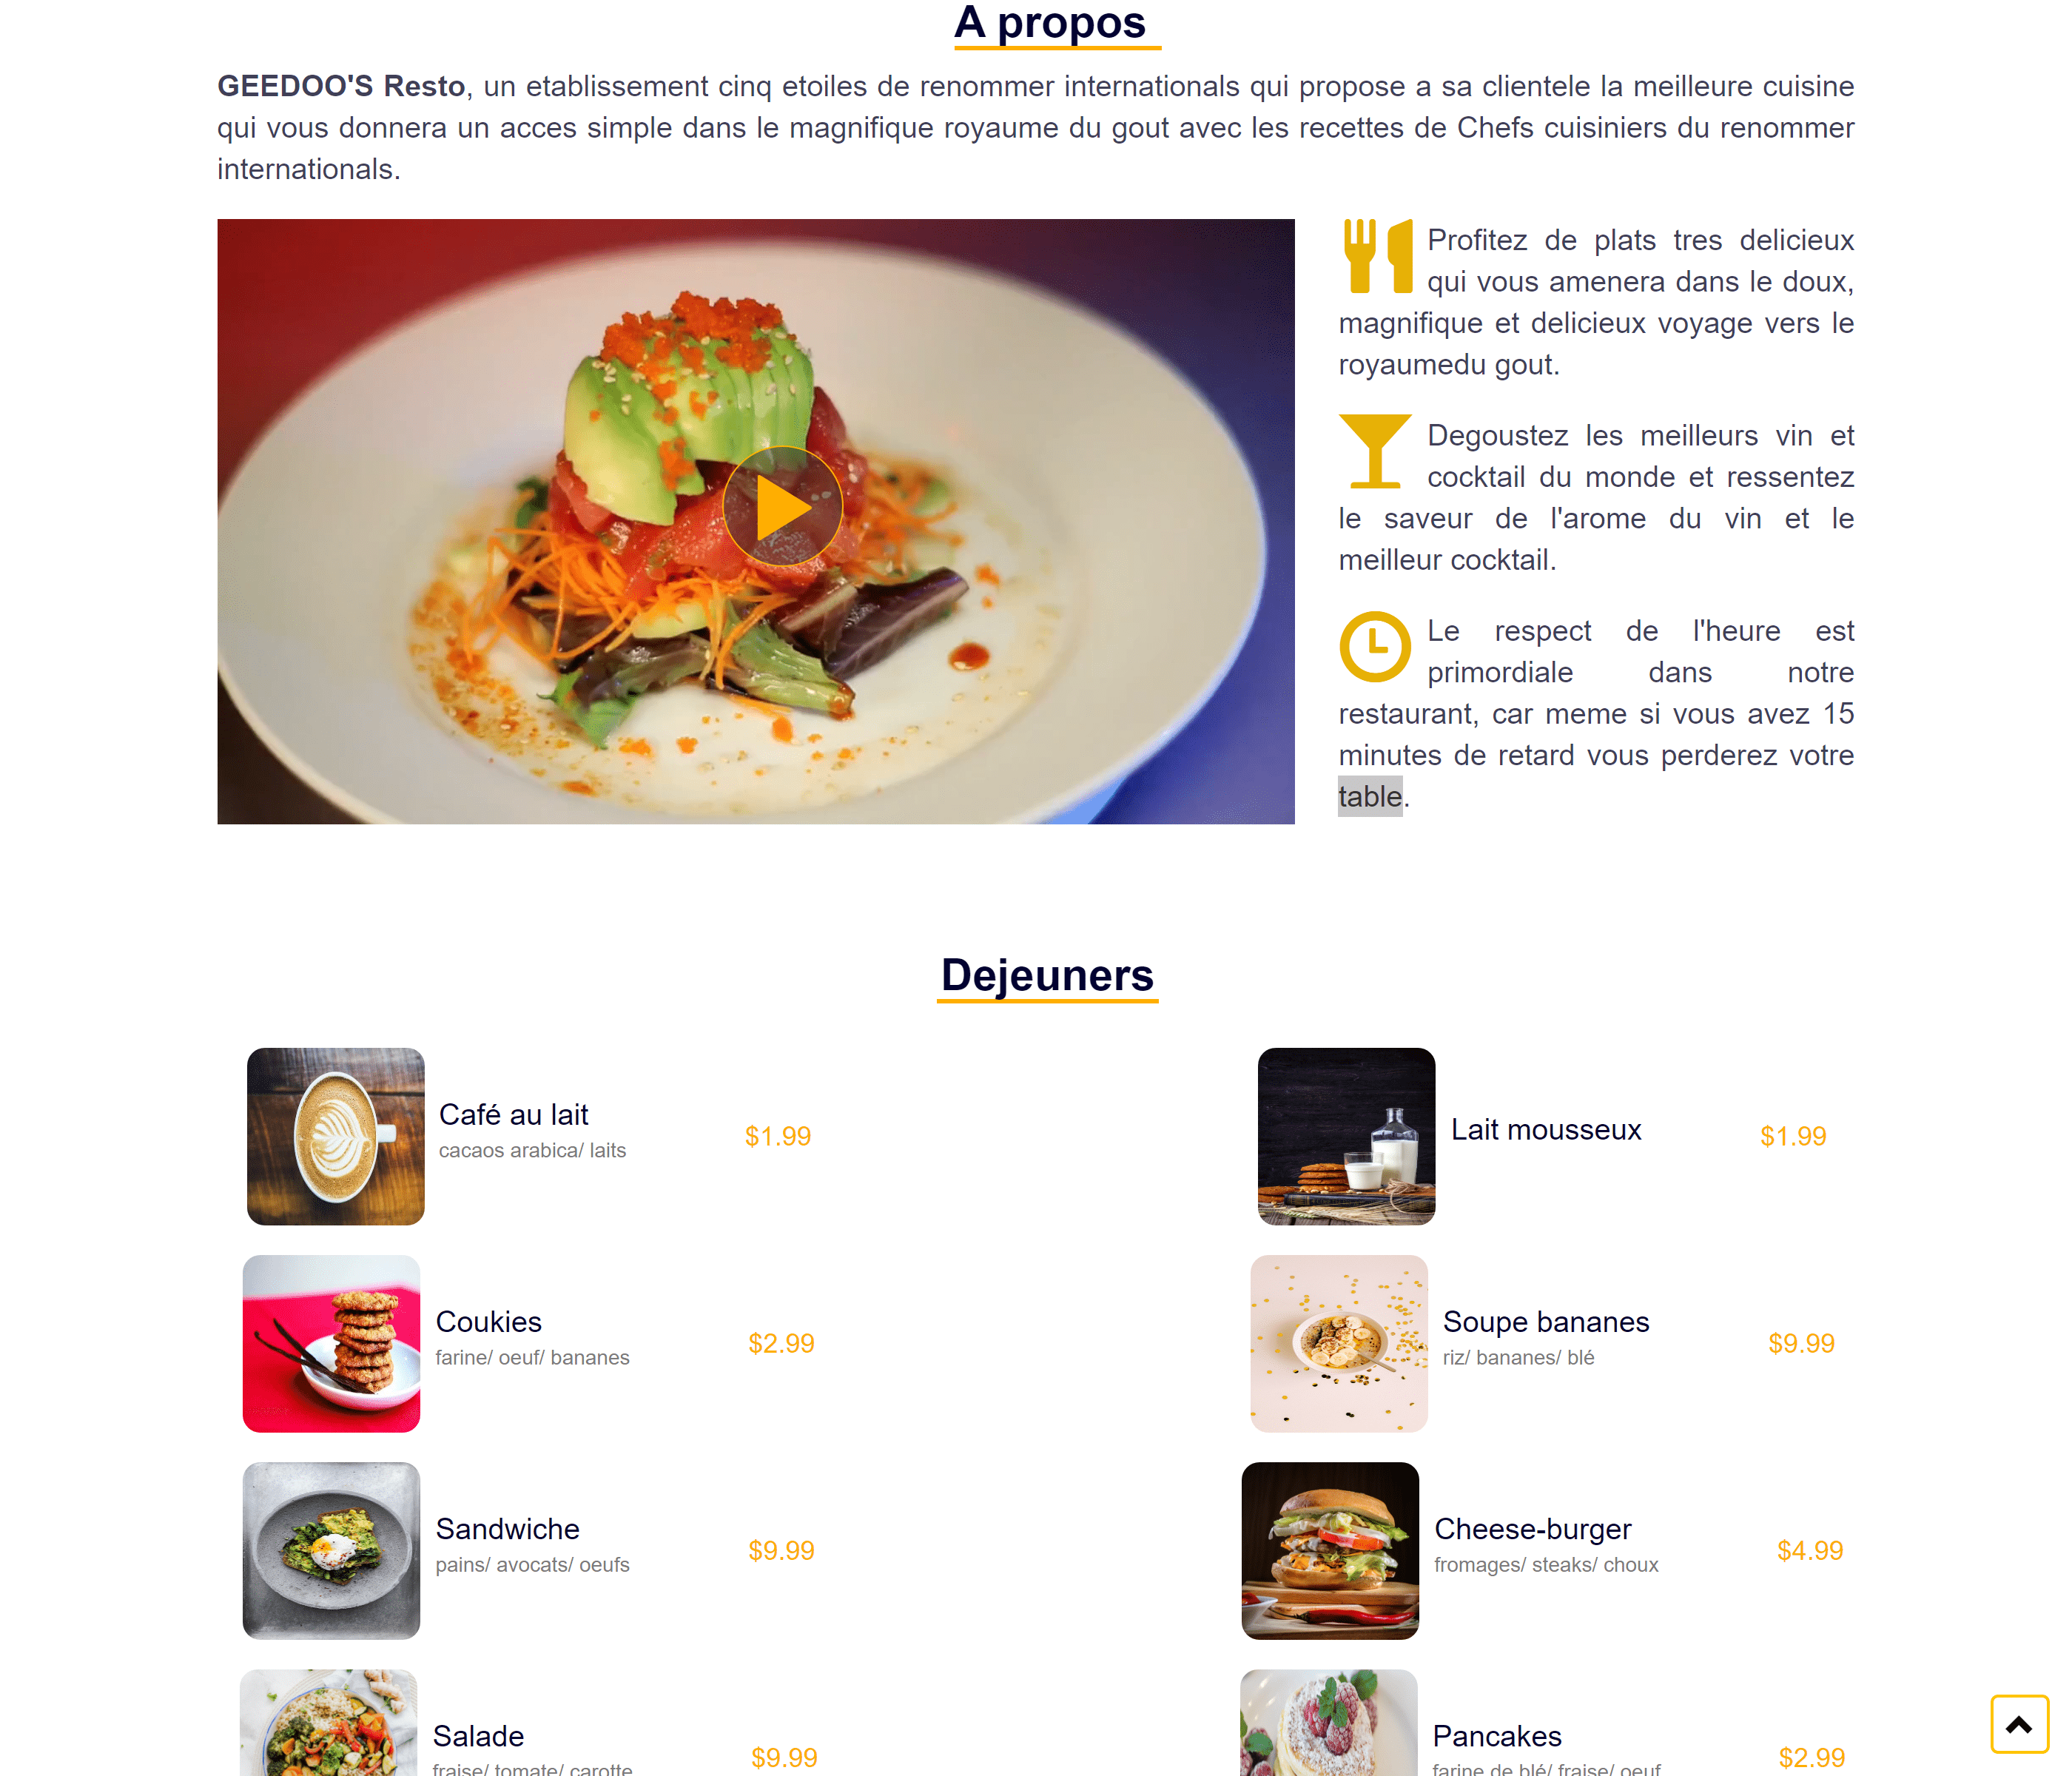 A propos
GEEDOO'S Resto, un etablissement cinq etoiles de renommer internationals qui propose a sa clientele la meilleure cuisine
qui vous donnera un acces simple dans le magnifique royaume du gout avec les recettes de Chefs cuisiniers du renommer
internationals.
Profitez de plats tres delicieux
qui vous amenera dans le doux,
magnifique et delicieux voyage vers le
royaumedu gout.
Degoustez les meilleurs vin et
cocktail du monde et ressentez
le saveur de l'arome du vin et le
meilleur cocktail.
Le respect de l'heure est
primordiale dans notre
restaurant, car meme si vous avez 15
minutes de retard vous perderez votre
table.
Dejeuners
Café au lait
cacaos arabica/ laits
$1.99
Lait mousseux
$1.99
Coukies
farine/ oeuf/ bananes
$2.99
Soupe bananes
riz/ bananes/ blé
$9.99
Sandwiche
pains/ avocats/ oeufs
$9.99
Cheese-burger
fromages/ steaks/ choux
$4.99
Salade
fraise/ tomate/ carotte
$9.99
Pancakes
farine de blé/ fraise/ oeuf
$2.99